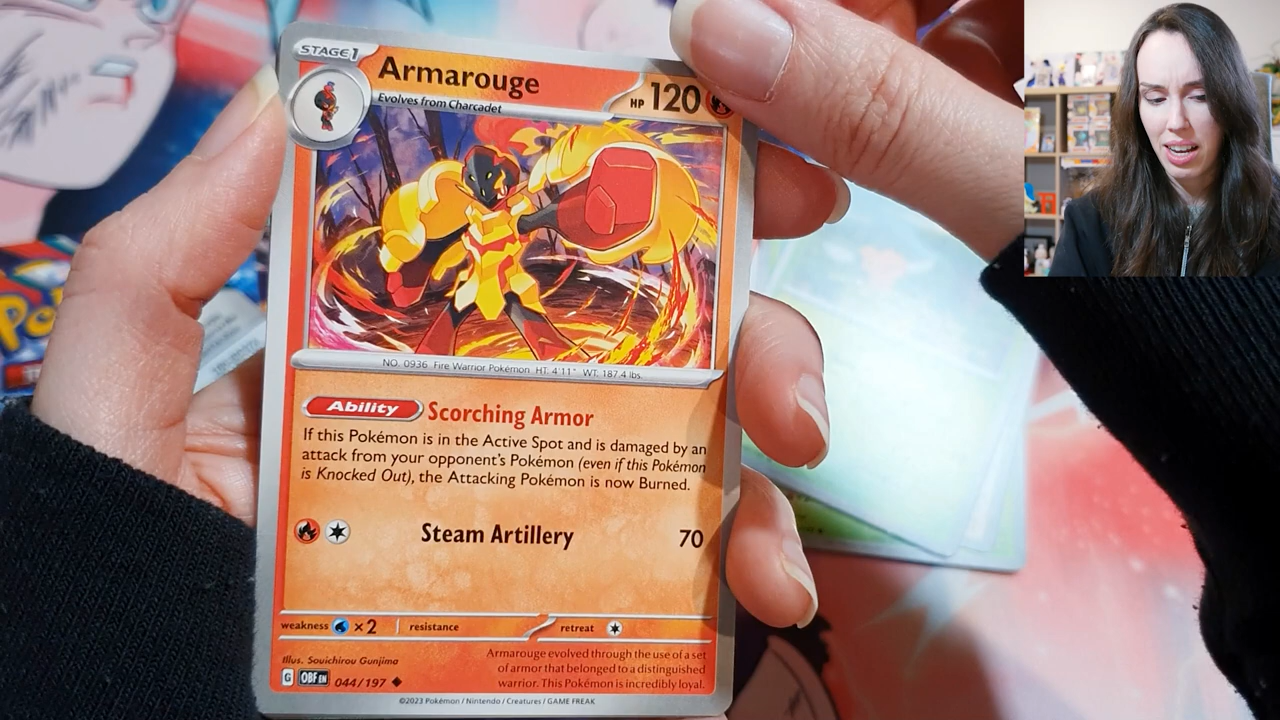 STAGE1
Armarouge
HP 120
Evolves from Charcadet
NO. 0936 Fire Warrior Pokémon HT: 4'11" WT: 187.4 lbs.
Ability Scorching Armor
If this Pokémon is in the Active Spot and is damaged by an
attack from your opponent's Pokémon (even if this Pokémon
is Knocked Out), the Attacking Pokémon is now Burned.
Steam Artillery 70
weakness ×2 resistance retreat
Illus. Souichirou Gunjima
G OBF EN 044/197
Armarouge evolved through the use of a set
of armor that belonged to a distinguished
warrior. This Pokémon is incredibly loyal.
©2023 Pokémon / Nintendo / Creatures / GAME FREAK